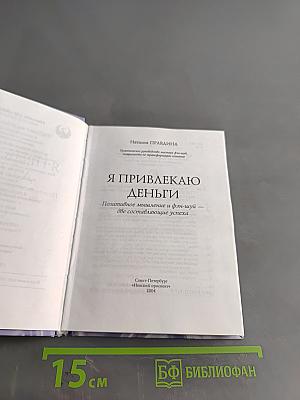 Наталия ПРАВДИНА
Я ПРИВЛЕКАЮ
ДЕНЬГИ
Позитивное мышление и фэн-шуй —
две составляющие успеха
Санкт-Петербург
«Невский проспект»
2004
15 см
БФ БИБЛИОФАН